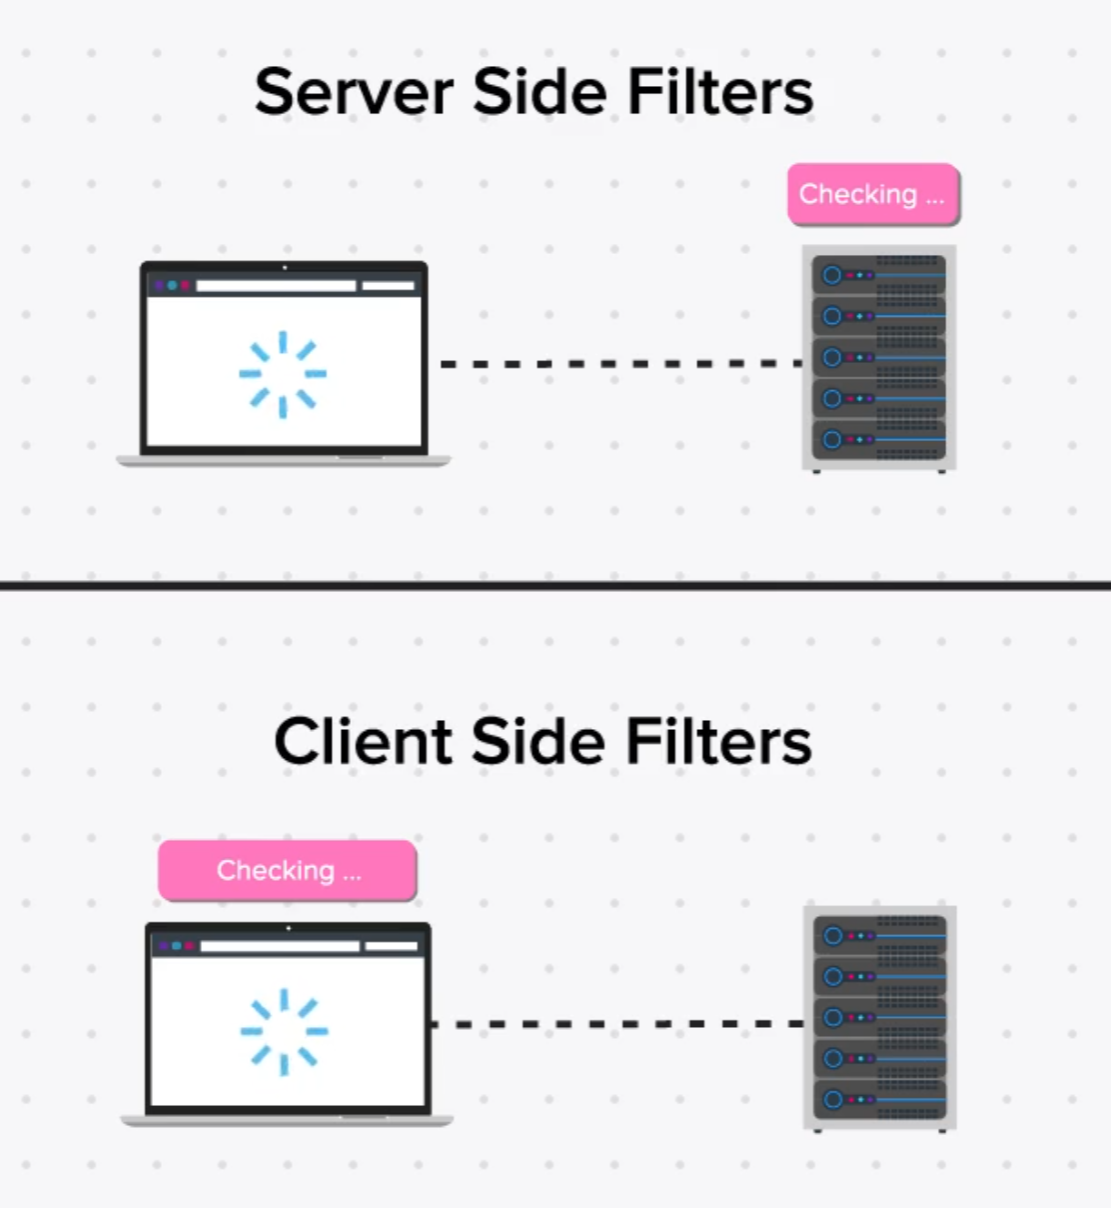 Server Side Filters
Checking ...
Client Side Filters
Checking ...